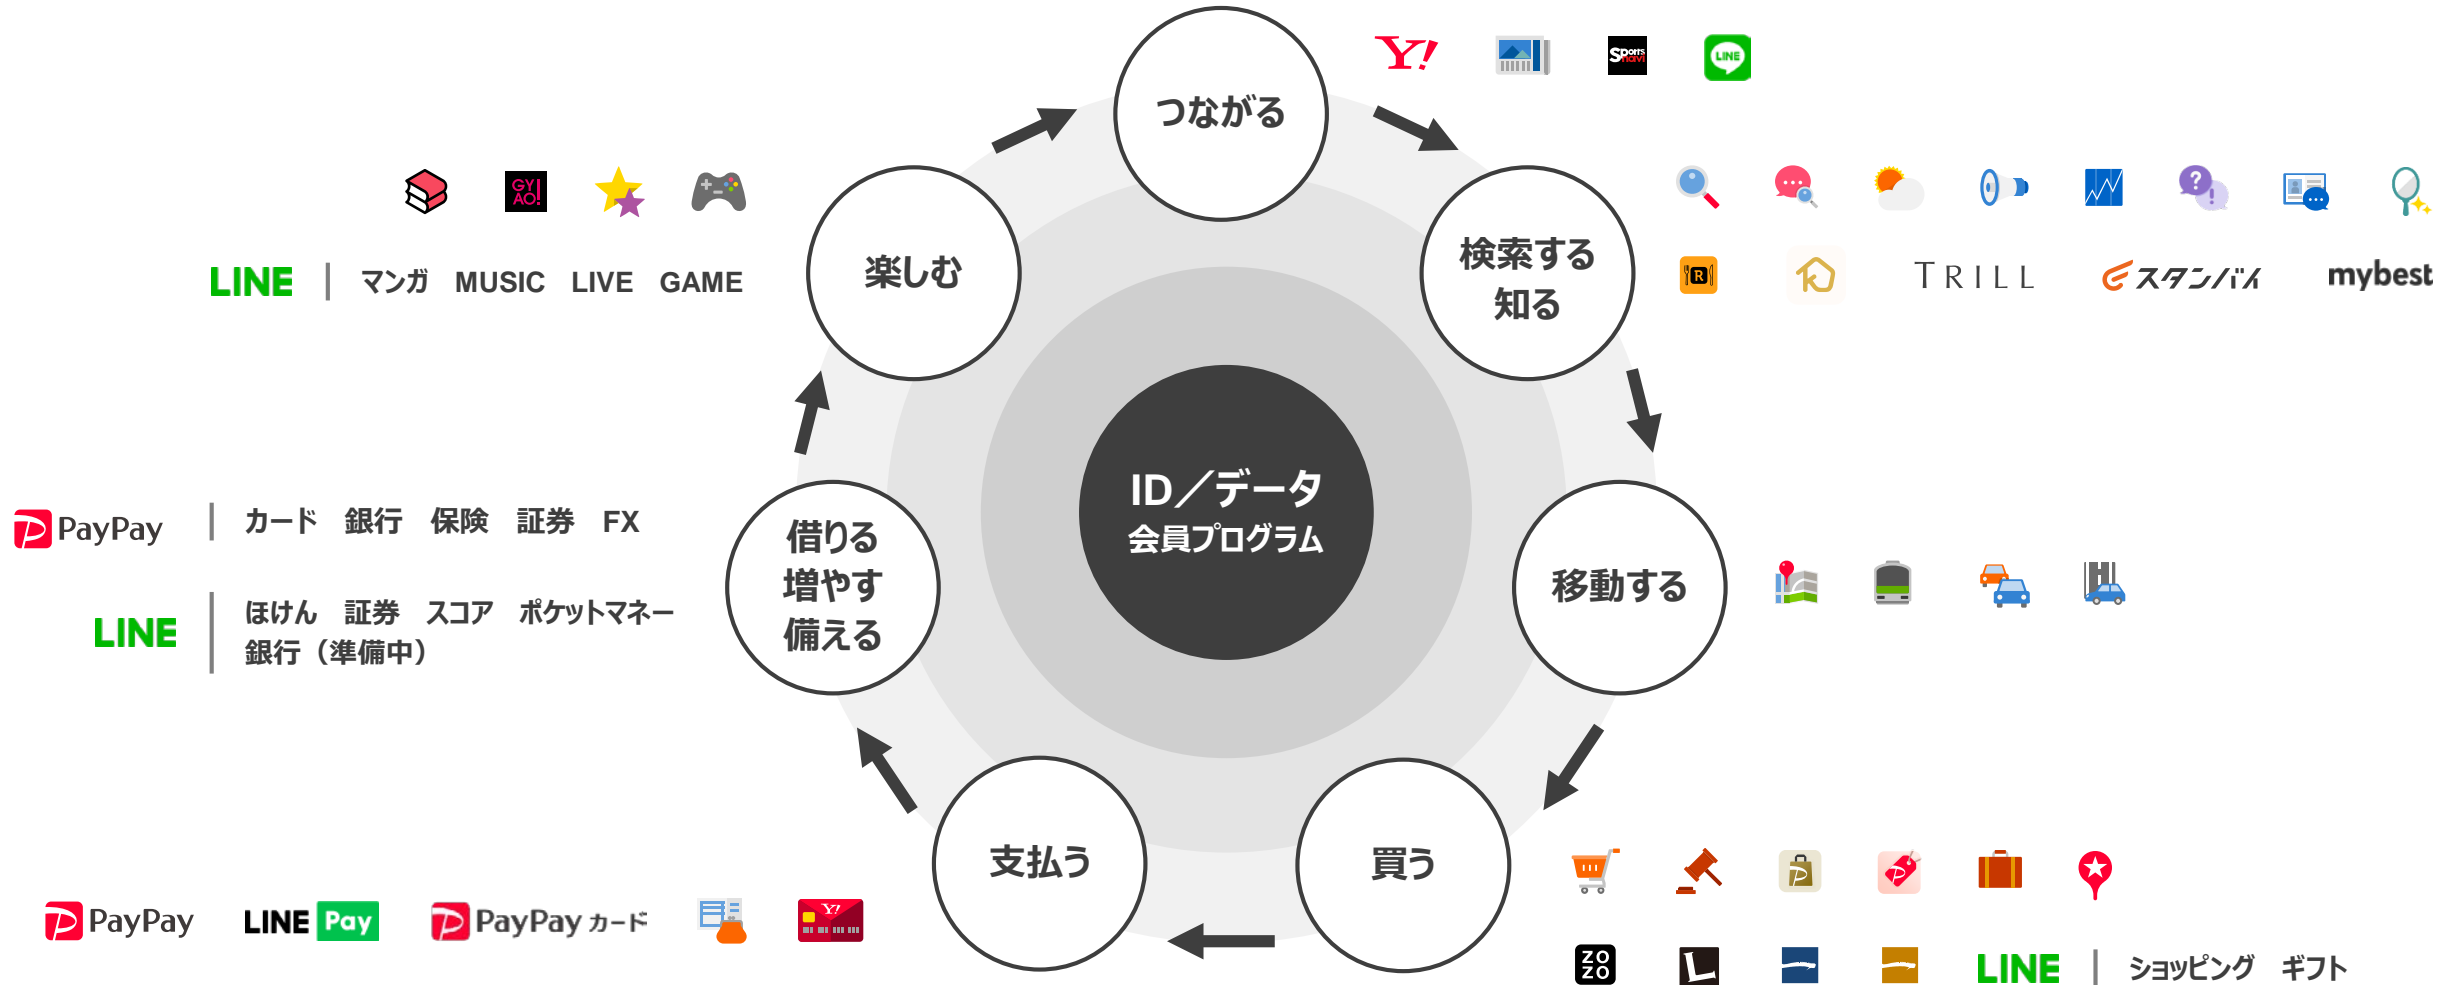 つながる
Y!
Sports navi
LINE
検索する
知る
R
TRILL
スタンバイ
mybest
移動する
買う
ZOZO
L
LINE ショッピング ギフト
支払う
PayPay
LINE Pay
PayPay カード
Y!
借りる
増やす
備える
PayPay カード 銀行 保険 証券 FX
LINE ほけん 証券 スコア ポケットマネー
銀行（準備中）
楽しむ
GYAO!
LINE マンガ MUSIC LIVE GAME
ID／データ
会員プログラム